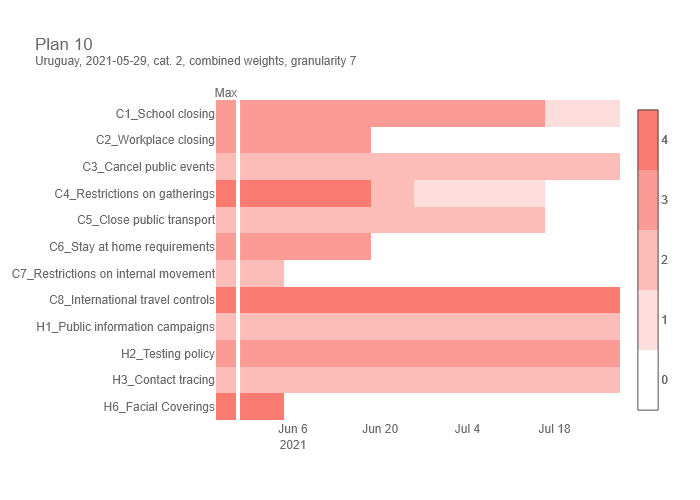 Plan 10
Uruguay, 2021-05-29, cat. 2, combined weights, granularity 7
Max
C1_School closing
C2_Workplace closing
C3_Cancel public events
C4_Restrictions on gatherings
C5_Close public transport
C6_Stay at home requirements
C7_Restrictions on internal movement
C8_International travel controls
H1_Public information campaigns
H2_Testing policy
H3_Contact tracing
H6_Facial Coverings
Jun 6
2021
Jun 20
Jul 4
Jul 18
4
3
2
1
0